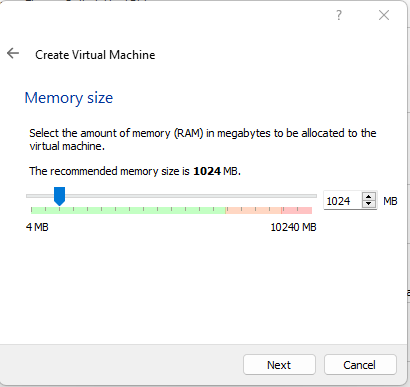 ?
Create Virtual Machine
Memory size
Select the amount of memory (RAM) in megabytes to be allocated to the
virtual machine.
The recommended memory size is 1024 MB.
1024 MB
4 MB 10240 MB
Next Cancel